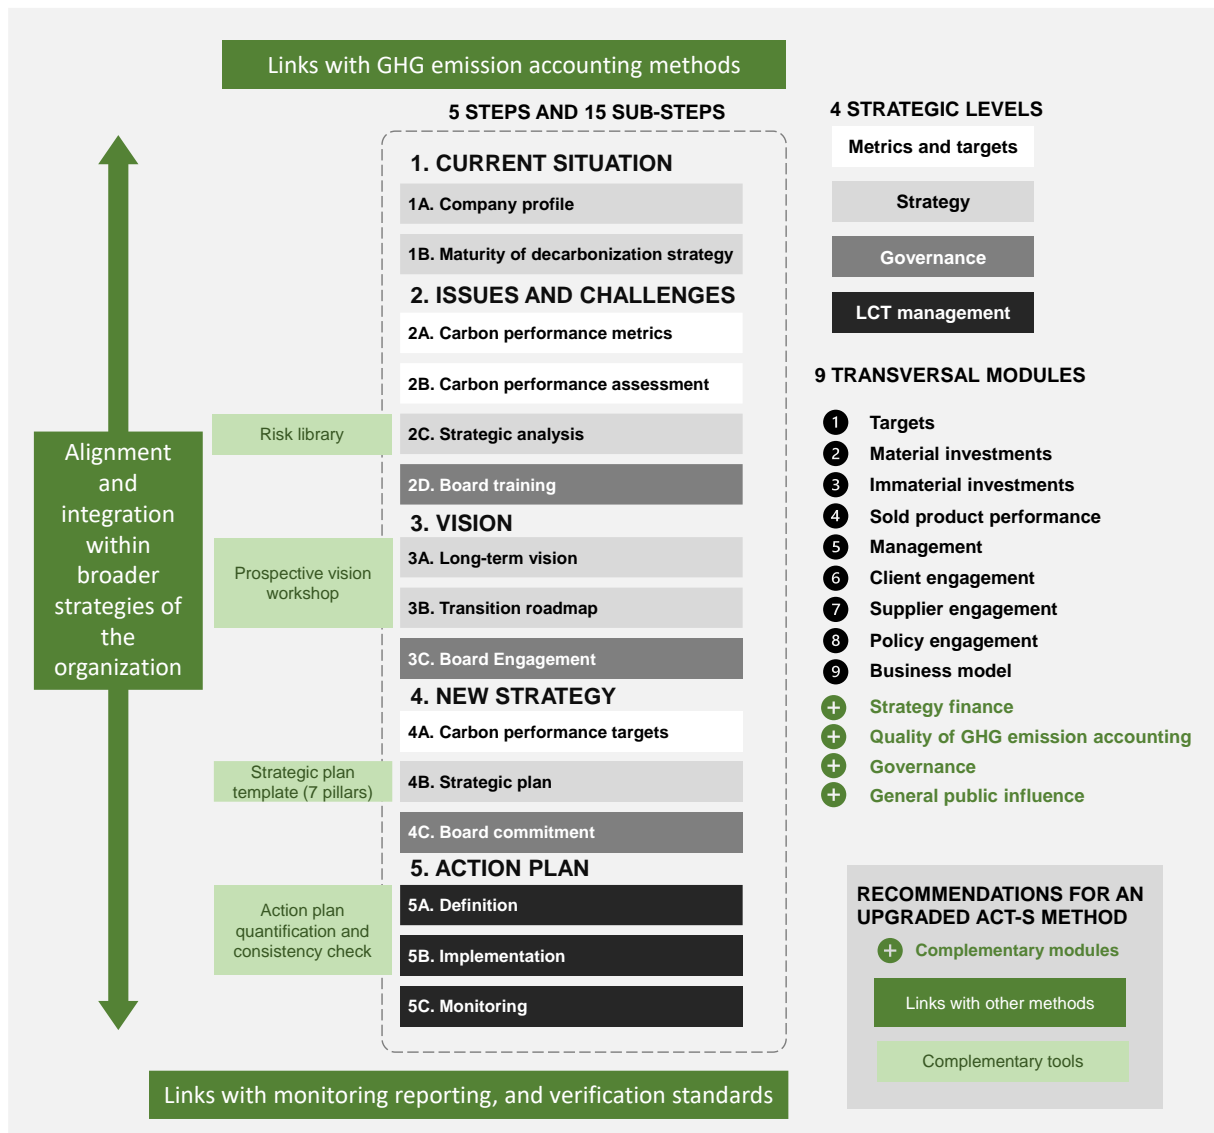 Links with GHG emission accounting methods
5 STEPS AND 15 SUB-STEPS
1. CURRENT SITUATION
1A. Company profile
1B. Maturity of decarbonization strategy
2. ISSUES AND CHALLENGES
2A. Carbon performance metrics
2B. Carbon performance assessment
Risk library
2C. Strategic analysis
2D. Board training
3. VISION
Prospective vision
workshop
3A. Long-term vision
3B. Transition roadmap
3C. Board Engagement
4. NEW STRATEGY
4A. Carbon performance targets
Strategic plan
template (7 pillars)
4B. Strategic plan
4C. Board commitment
5. ACTION PLAN
Action plan
quantification and
consistency check
5A. Definition
5B. Implementation
5C. Monitoring
Alignment
and
integration
within
broader
strategies of
the
organization
Links with monitoring reporting, and verification standards
4 STRATEGIC LEVELS
Metrics and targets
Strategy
Governance
LCT management
9 TRANSVERSAL MODULES
1 Targets
2 Material investments
3 Immaterial investments
4 Sold product performance
5 Management
6 Client engagement
7 Supplier engagement
8 Policy engagement
9 Business model
+ Strategy finance
+ Quality of GHG emission accounting
+ Governance
+ General public influence
RECOMMENDATIONS FOR AN
UPGRADED ACT-S METHOD
+ Complementary modules
Links with other methods
Complementary tools